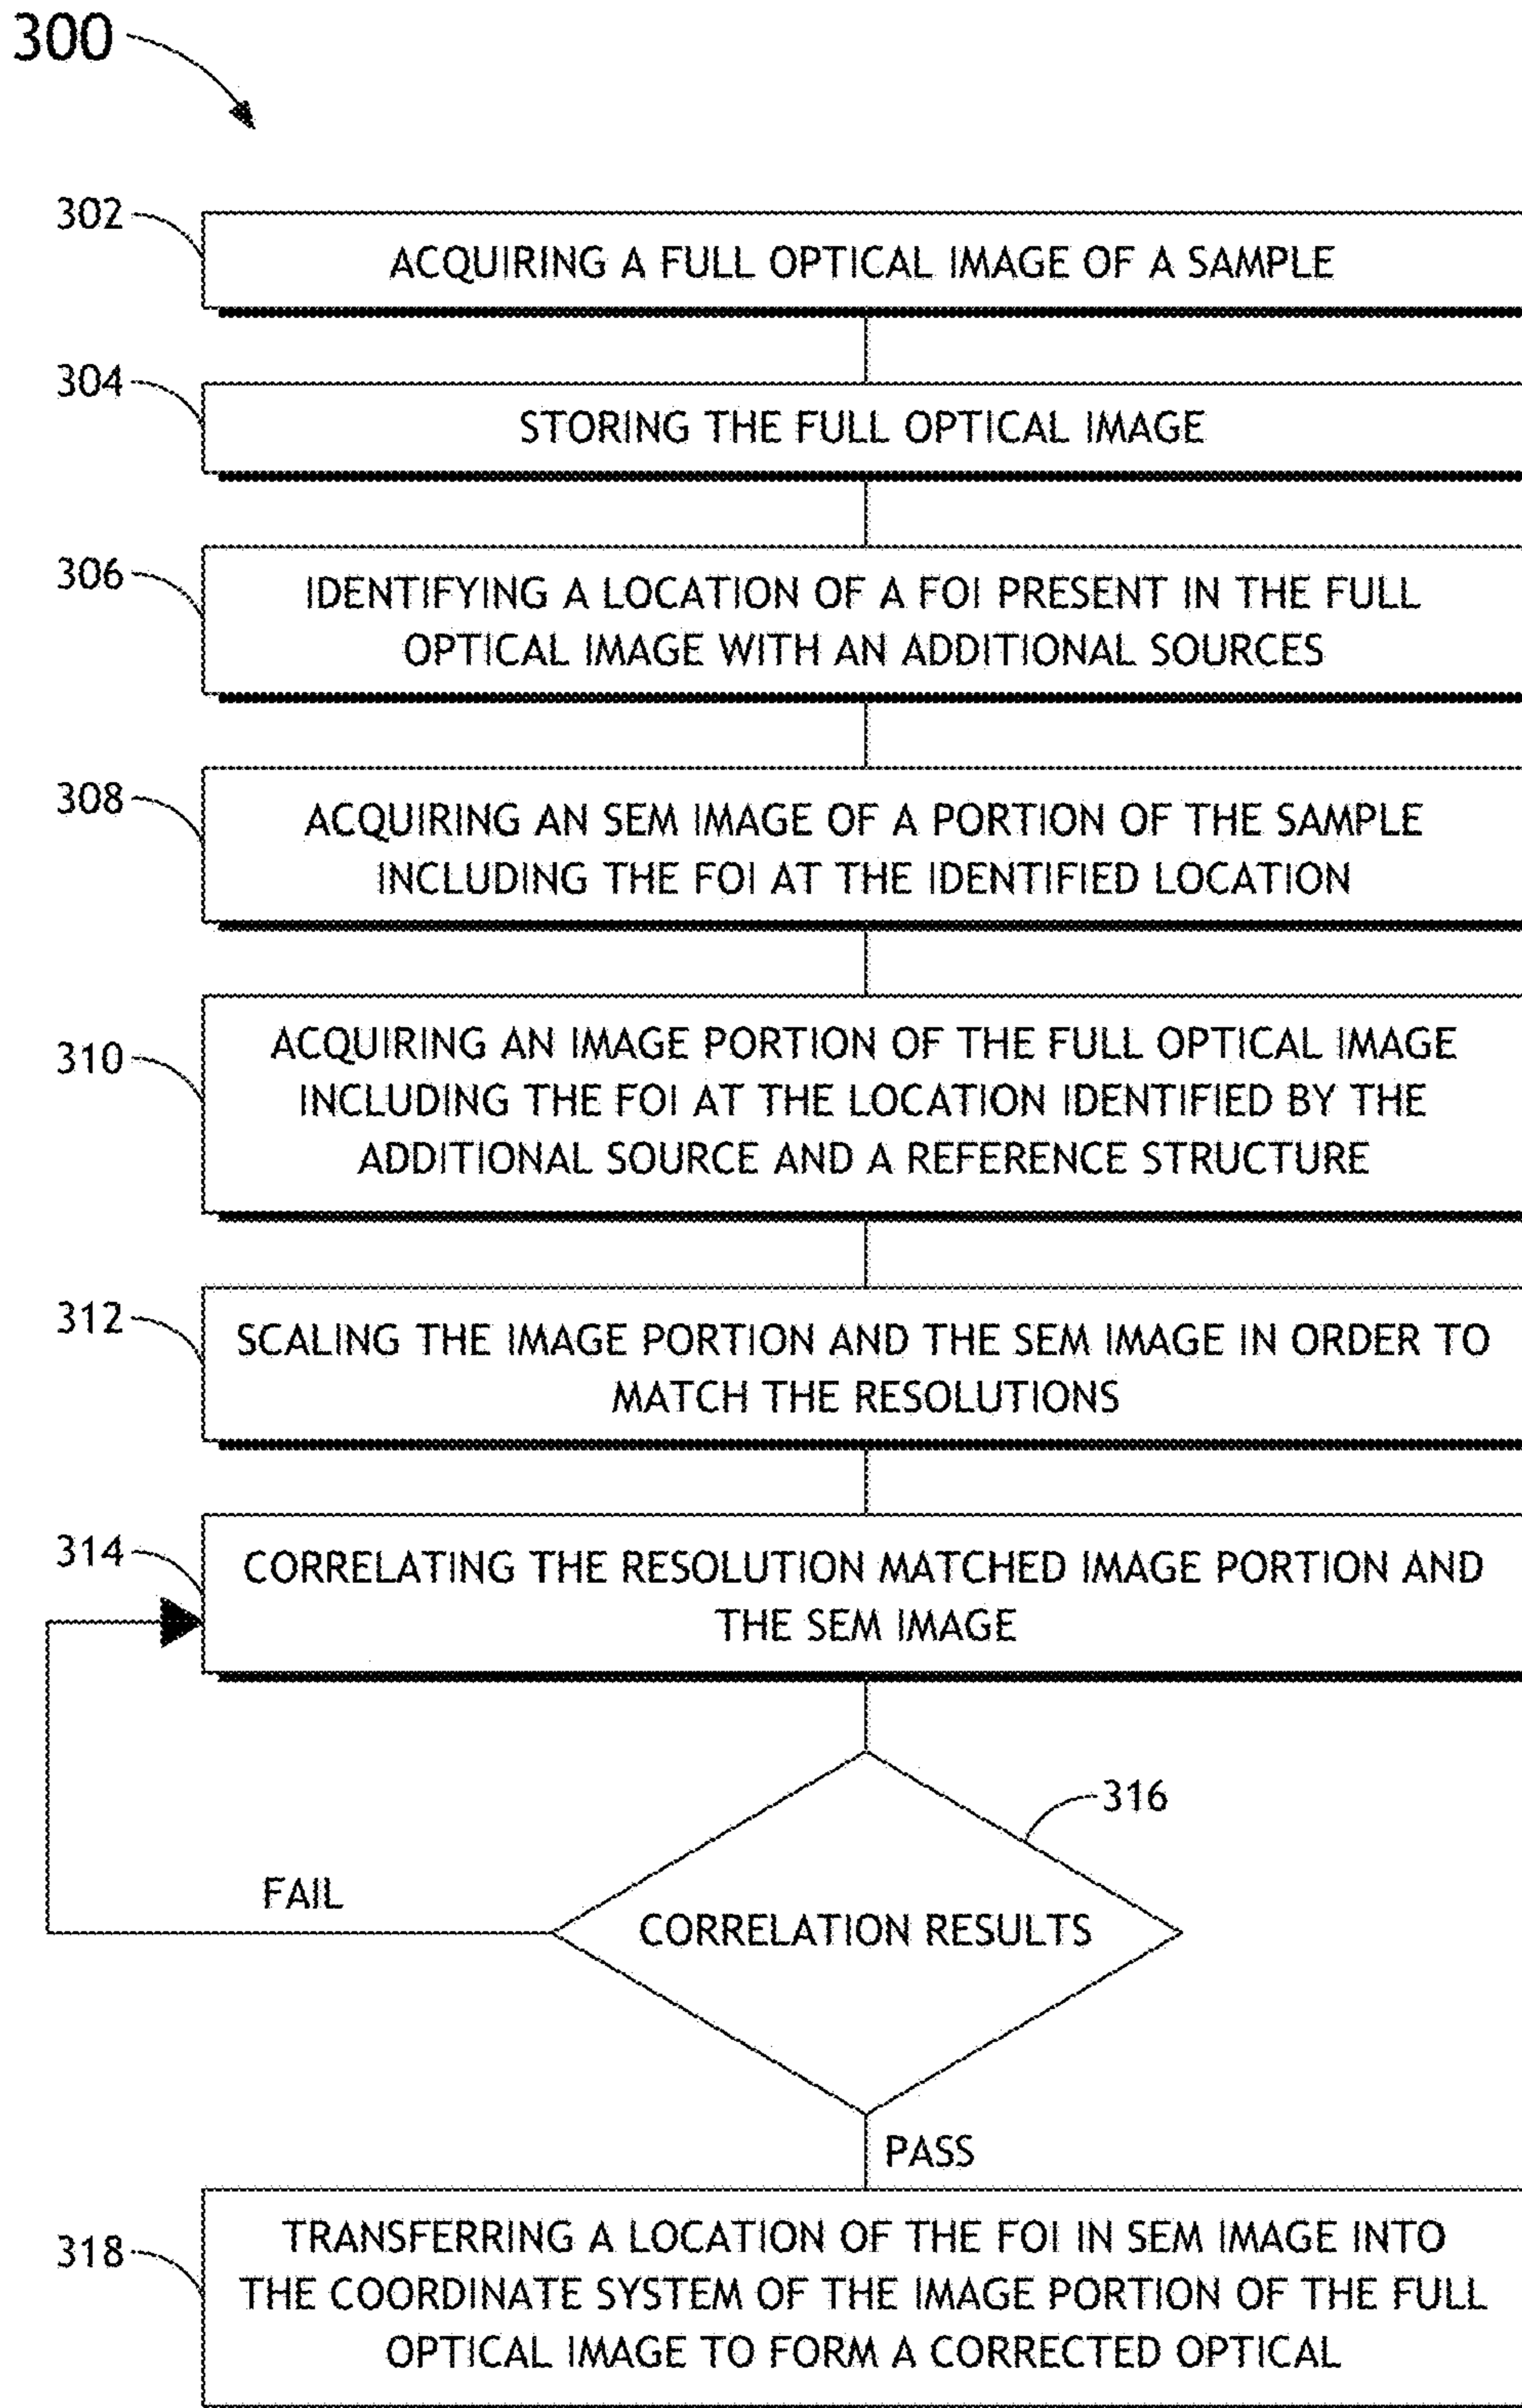 300
302
ACQUIRING A FULL OPTICAL IMAGE OF A SAMPLE
304
STORING THE FULL OPTICAL IMAGE
306
IDENTIFYING A LOCATION OF A FOI PRESENT IN THE FULL
OPTICAL IMAGE WITH AN ADDITIONAL SOURCES
308
ACQUIRING AN SEM IMAGE OF A PORTION OF THE SAMPLE
INCLUDING THE FOI AT THE IDENTIFIED LOCATION
310
ACQUIRING AN IMAGE PORTION OF THE FULL OPTICAL IMAGE
INCLUDING THE FOI AT THE LOCATION IDENTIFIED BY THE
ADDITIONAL SOURCE AND A REFERENCE STRUCTURE
312
SCALING THE IMAGE PORTION AND THE SEM IMAGE IN ORDER TO
MATCH THE RESOLUTIONS
314
CORRELATING THE RESOLUTION MATCHED IMAGE PORTION AND
THE SEM IMAGE
316
FAIL
CORRELATION RESULTS
PASS
318
TRANSFERRING A LOCATION OF THE FOI IN SEM IMAGE INTO
THE COORDINATE SYSTEM OF THE IMAGE PORTION OF THE FULL
OPTICAL IMAGE TO FORM A CORRECTED OPTICAL